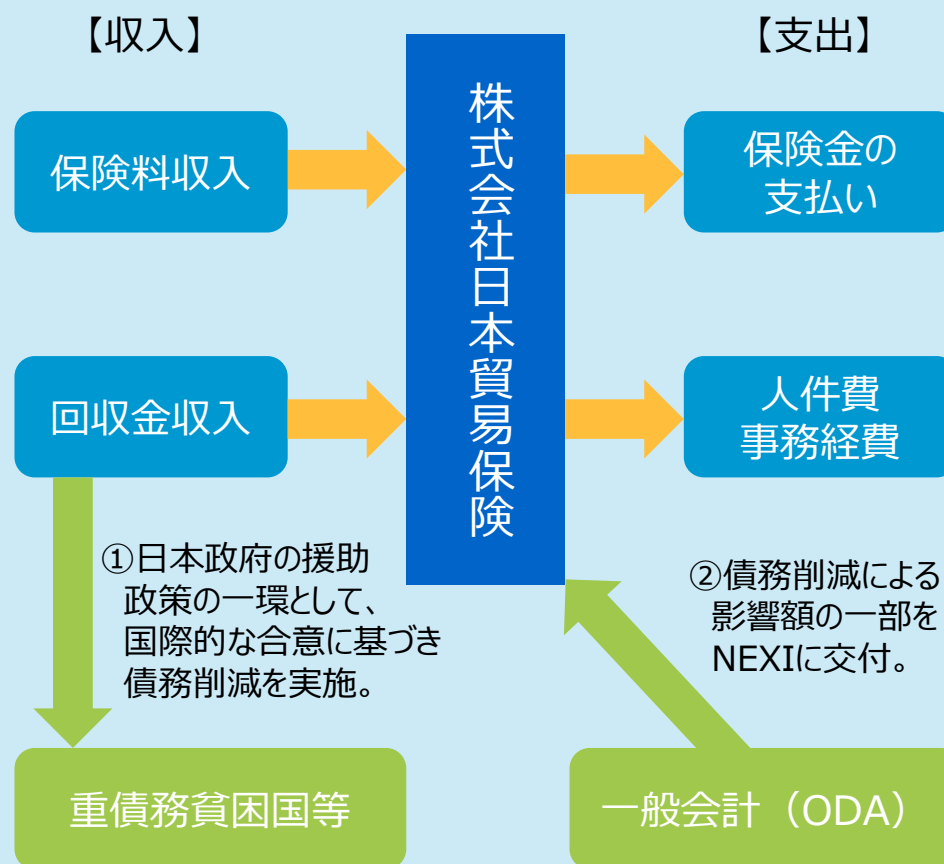 【収入】
【支出】
株式会社日本貿易保険
保険料収入
保険金の
支払い
回収金収入
人件費
事務経費
①日本政府の援助
政策の一環として、
国際的な合意に基づき
債務削減を実施。
②債務削減による
影響額の一部を
NEXIに交付。
重債務貧困国等
一般会計（ODA）